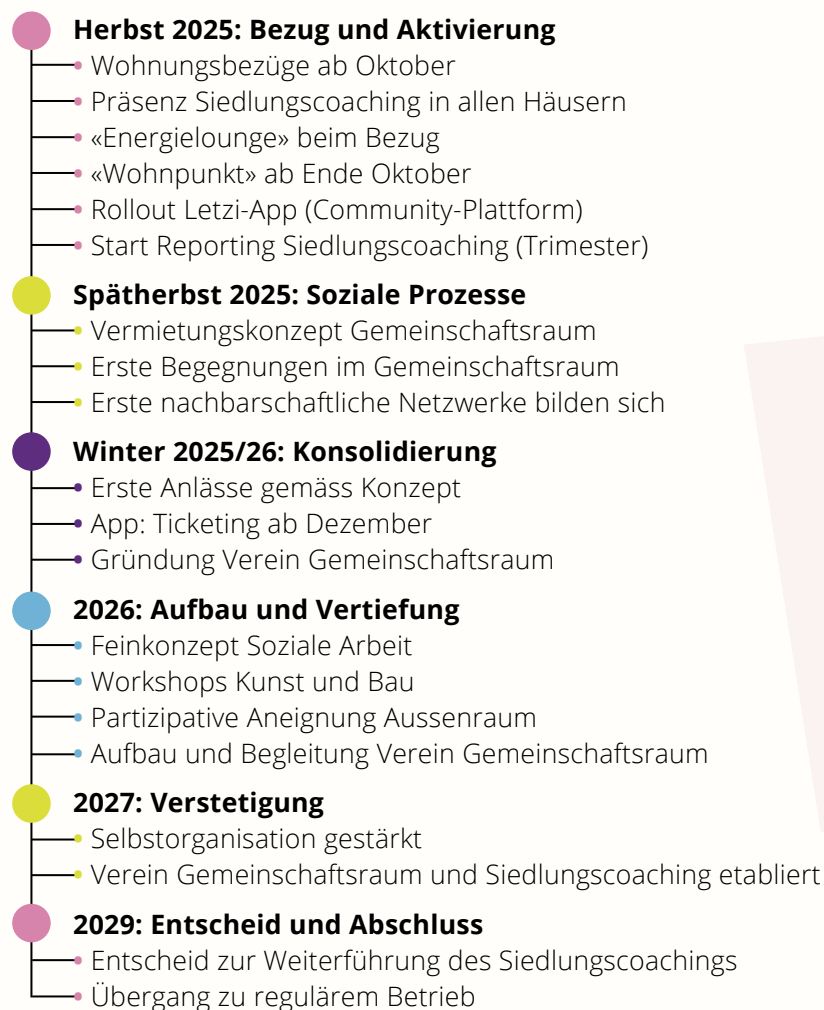 Herbst 2025: Bezug und Aktivierung
Wohnungsbezüge ab Oktober
Präsenz Siedlungscoaching in allen Häusern
«Energielounge» beim Bezug
«Wohnpunkt» ab Ende Oktober
Rollout Letzi-App (Community-Plattform)
Start Reporting Siedlungscoaching (Trimester)
Spätherbst 2025: Soziale Prozesse
Vermietungskonzept Gemeinschaftsraum
Erste Begegnungen im Gemeinschaftsraum
Erste nachbarschaftliche Netzwerke bilden sich
Winter 2025/26: Konsolidierung
Erste Anlässe gemäss Konzept
App: Ticketing ab Dezember
Gründung Verein Gemeinschaftsraum
2026: Aufbau und Vertiefung
Feinkonzept Soziale Arbeit
Workshops Kunst und Bau
Partizipative Aneignung Aussenraum
Aufbau und Begleitung Verein Gemeinschaftsraum
2027: Verstetigung
Selbstorganisation gestärkt
Verein Gemeinschaftsraum und Siedlungscoaching etabliert
2029: Entscheid und Abschluss
Entscheid zur Weiterführung des Siedlungscoachings
Übergang zu regulärem Betrieb